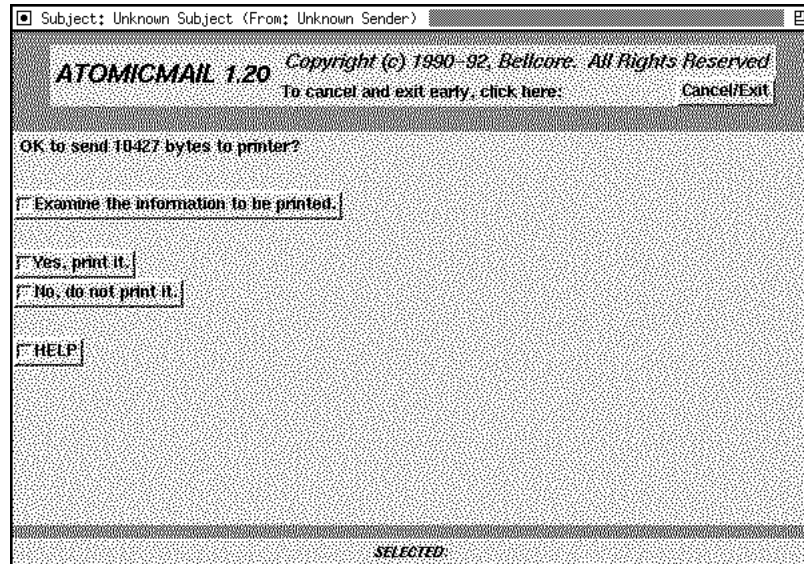 Subject: Unknown Subject (From: Unknown Sender)
ATOMICMAIL 1.20
Copyright (c) 1990-92, Bellcore. All Rights Reserved
To cancel and exit early, click here:
Cancel/Exit
OK to send 10427 bytes to printer?
Examine the information to be printed.
Yes, print it.
No, do not print it.
HELP
SELECTED: